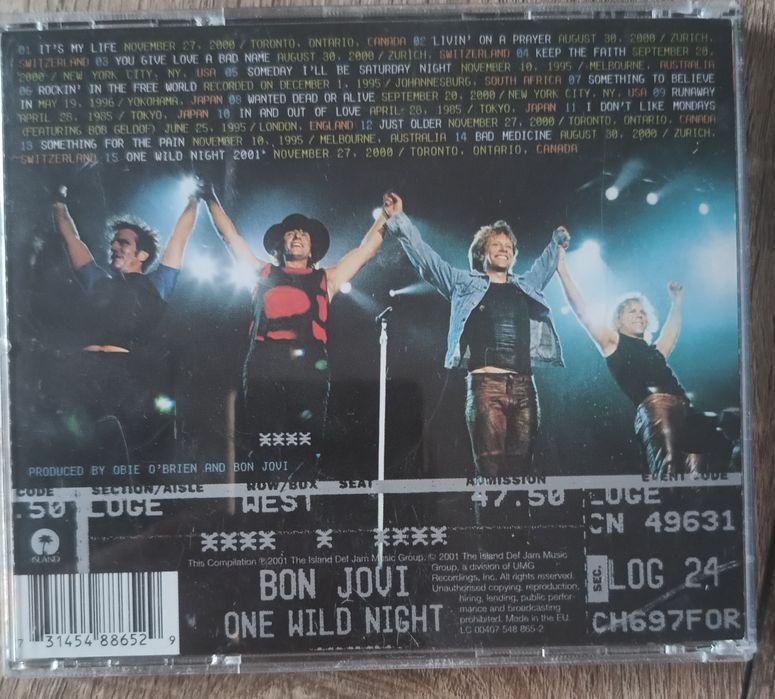 01 IT'S MY LIFE NOVEMBER 27, 2000/TORONTO, ONTARIO, CANADA 02 'LIVIN' ON A PRAYER AUGUST 30, 2000/ZURICH,
SWITZERLAND 03 YOU GIVE LOVE A BAD NAME AUGUST 30, 2000/ZURICH, SWITZERLAND 04 KEEP THE FAITH SEPTEMBER 20,
2000/NEW YORK CITY, NY, USA 05 SOMEDAY I'LL BE SATURDAY NIGHT NOVEMBER 10, 1995/MELBOURNE, AUSTRALIA
06 ROCKIN' IN THE FREE WORLD RECORDED ON DECEMBER 1, 1995/JOHANNESBURG, SOUTH AFRICA 07 SOMETHING TO BELIEVE
IN MAY 19, 1996/YOKOHAMA, JAPAN 08 WANTED DEAD OR ALIVE SEPTEMBER 20, 2000/NEW YORK CITY, NY, USA 09 RUNAWAY
APRIL 28, 1985/TOKYO, JAPAN 10 IN AND OUT OF LOVE APRIL 28, 1985/TOKYO, JAPAN 11 I DON'T LIKE MONDAYS
(FEATURING BOB GELDOF) JUNE 25, 1995/LONDON, ENGLAND 12 JUST OLDER NOVEMBER 27, 2000/TORONTO, ONTARIO, CANADA
13 SOMETHING FOR THE PAIN NOVEMBER 10, 1995/MELBOURNE, AUSTRALIA 14 BAD MEDICINE AUGUST 30, 2000/ZURICH,
SWITZERLAND 15 ONE WILD NIGHT 2001* NOVEMBER 27, 2000/TORONTO, ONTARIO, CANADA
****
PRODUCED BY OBIE O'BRIEN AND BON JOVI
CODE SECTION/AISLE ROW/BOX SEAT ADMISSION EVENT CODE
.50 LOGE WEST 47.50 LOGE
CN 49631
**** * ****
ISLAND
This Compilation ℗2001 The Island Def Jam Music Group. © 2001 The Island Def Jam Music
Group, a division of UMG
Recordings, Inc. All rights reserved.
Unauthorised copying, reproduction,
hiring, lending, public perfor-
mance and broadcasting
prohibited. Made in the EU.
LC 00407 548 865-2
BON JOVI
ONE WILD NIGHT
SEC. LOG 24
CH697FOR
7 31454 88652 9